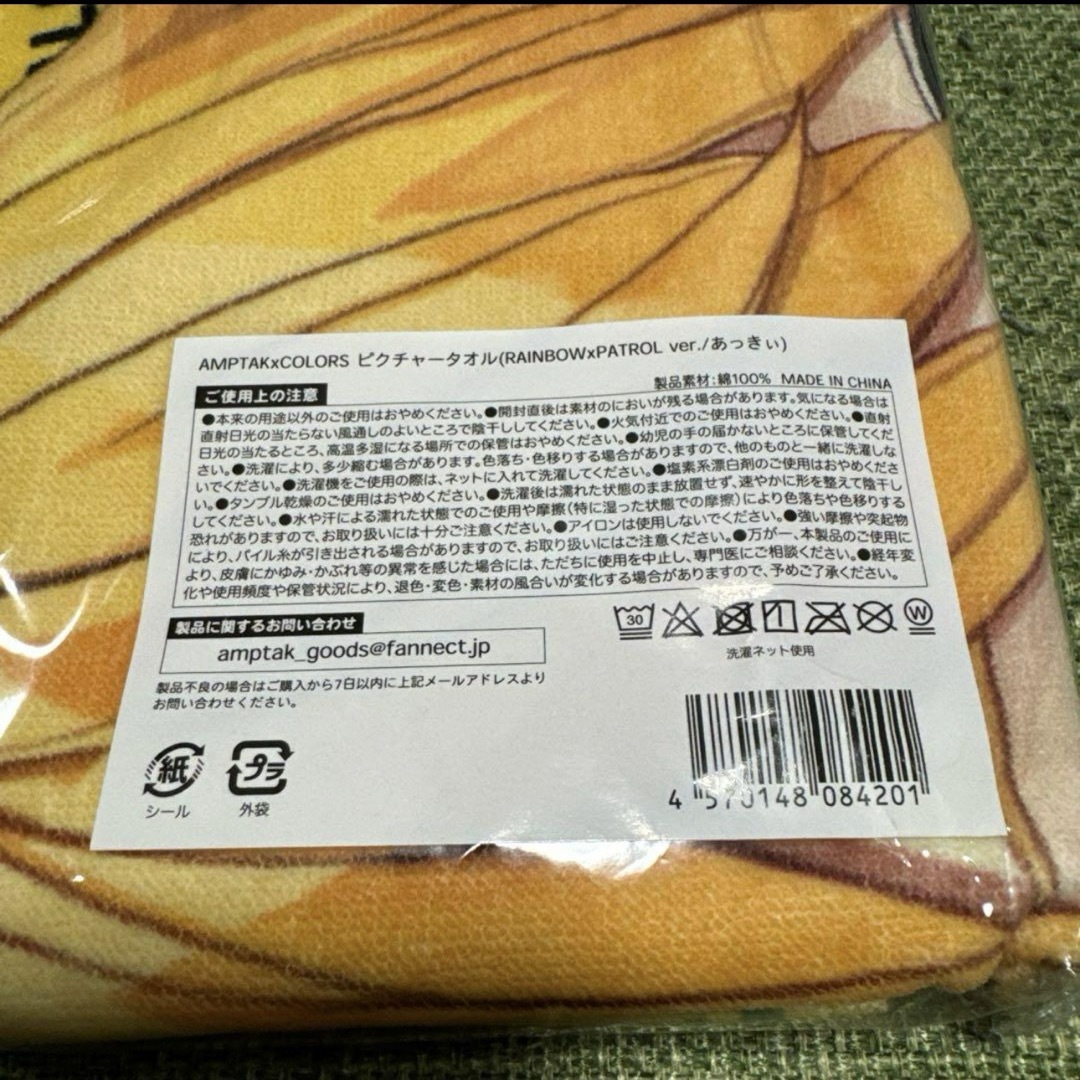 AMPTAKxCOLORS ピクチャータオル(RAINBOWxPATROL ver./あっきぃ)
製品素材:綿100% MADE IN CHINA
ご使用上の注意
●本来の用途以外のご使用はおやめください。●開封直後は素材のにおいが残る場合があります。気になる場合は
直射日光の当たらない風通しのよいところで陰干ししてください。●火気付近でのご使用はおやめください。●直射
日光の当たるところ、高温多湿になる場所での保管はおやめください。●幼児の手の届かないところに保管してくだ
さい。●洗濯により、多少縮む場合があります。色落ち・色移りする場合がありますので、他のものと一緒に洗濯しな
いでください。●洗濯機をご使用の際は、ネットに入れて洗濯してください。●塩素系漂白剤のご使用はおやめくださ
い。●タンブル乾燥のご使用はおやめください。●洗濯後は濡れた状態のまま放置せず、速やかに形を整えて陰干し
してください。●水や汗による濡れた状態でのご使用や摩擦(特に湿った状態での摩擦)により色落ちや色移りする
恐れがありますので、お取り扱いには十分ご注意ください。●アイロンは使用しないでください。●強い摩擦や突起物
により、パイル糸が引き出される場合がありますので、お取り扱いにはご注意ください。●万が一、本製品のご使用に
より、皮膚にかゆみ・かぶれ等の異常を感じた場合には、ただちに使用を中止し、専門医にご相談ください。●経年変
化や使用頻度や保管状況により、退色・変色・素材の風合いが変化する場合がありますので、予めご了承ください。
製品に関するお問い合わせ
amptak_goods@fannect.jp
製品不良の場合はご購入から7日以内に上記メールアドレスより
お問い合わせください。
30
W
洗濯ネット使用
紙
シール
プラ
外袋
4 570148 084201